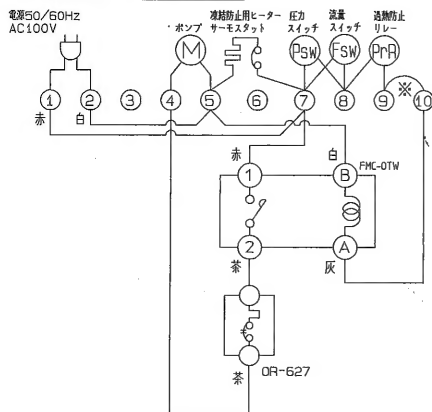 電源50/60Hz
AC100V
・ポンプ
凍結防止用ヒーター
サーモスタット
圧力
スイッチ
流量
スイッチ
過熱防止
リレー
M
PSW
FSW
PrR
1
2
3
4
5
6
7
8
9
※
10
赤
白
赤
白
1
B
FMC-OTW
2
A
茶
灰
OR-627
茶